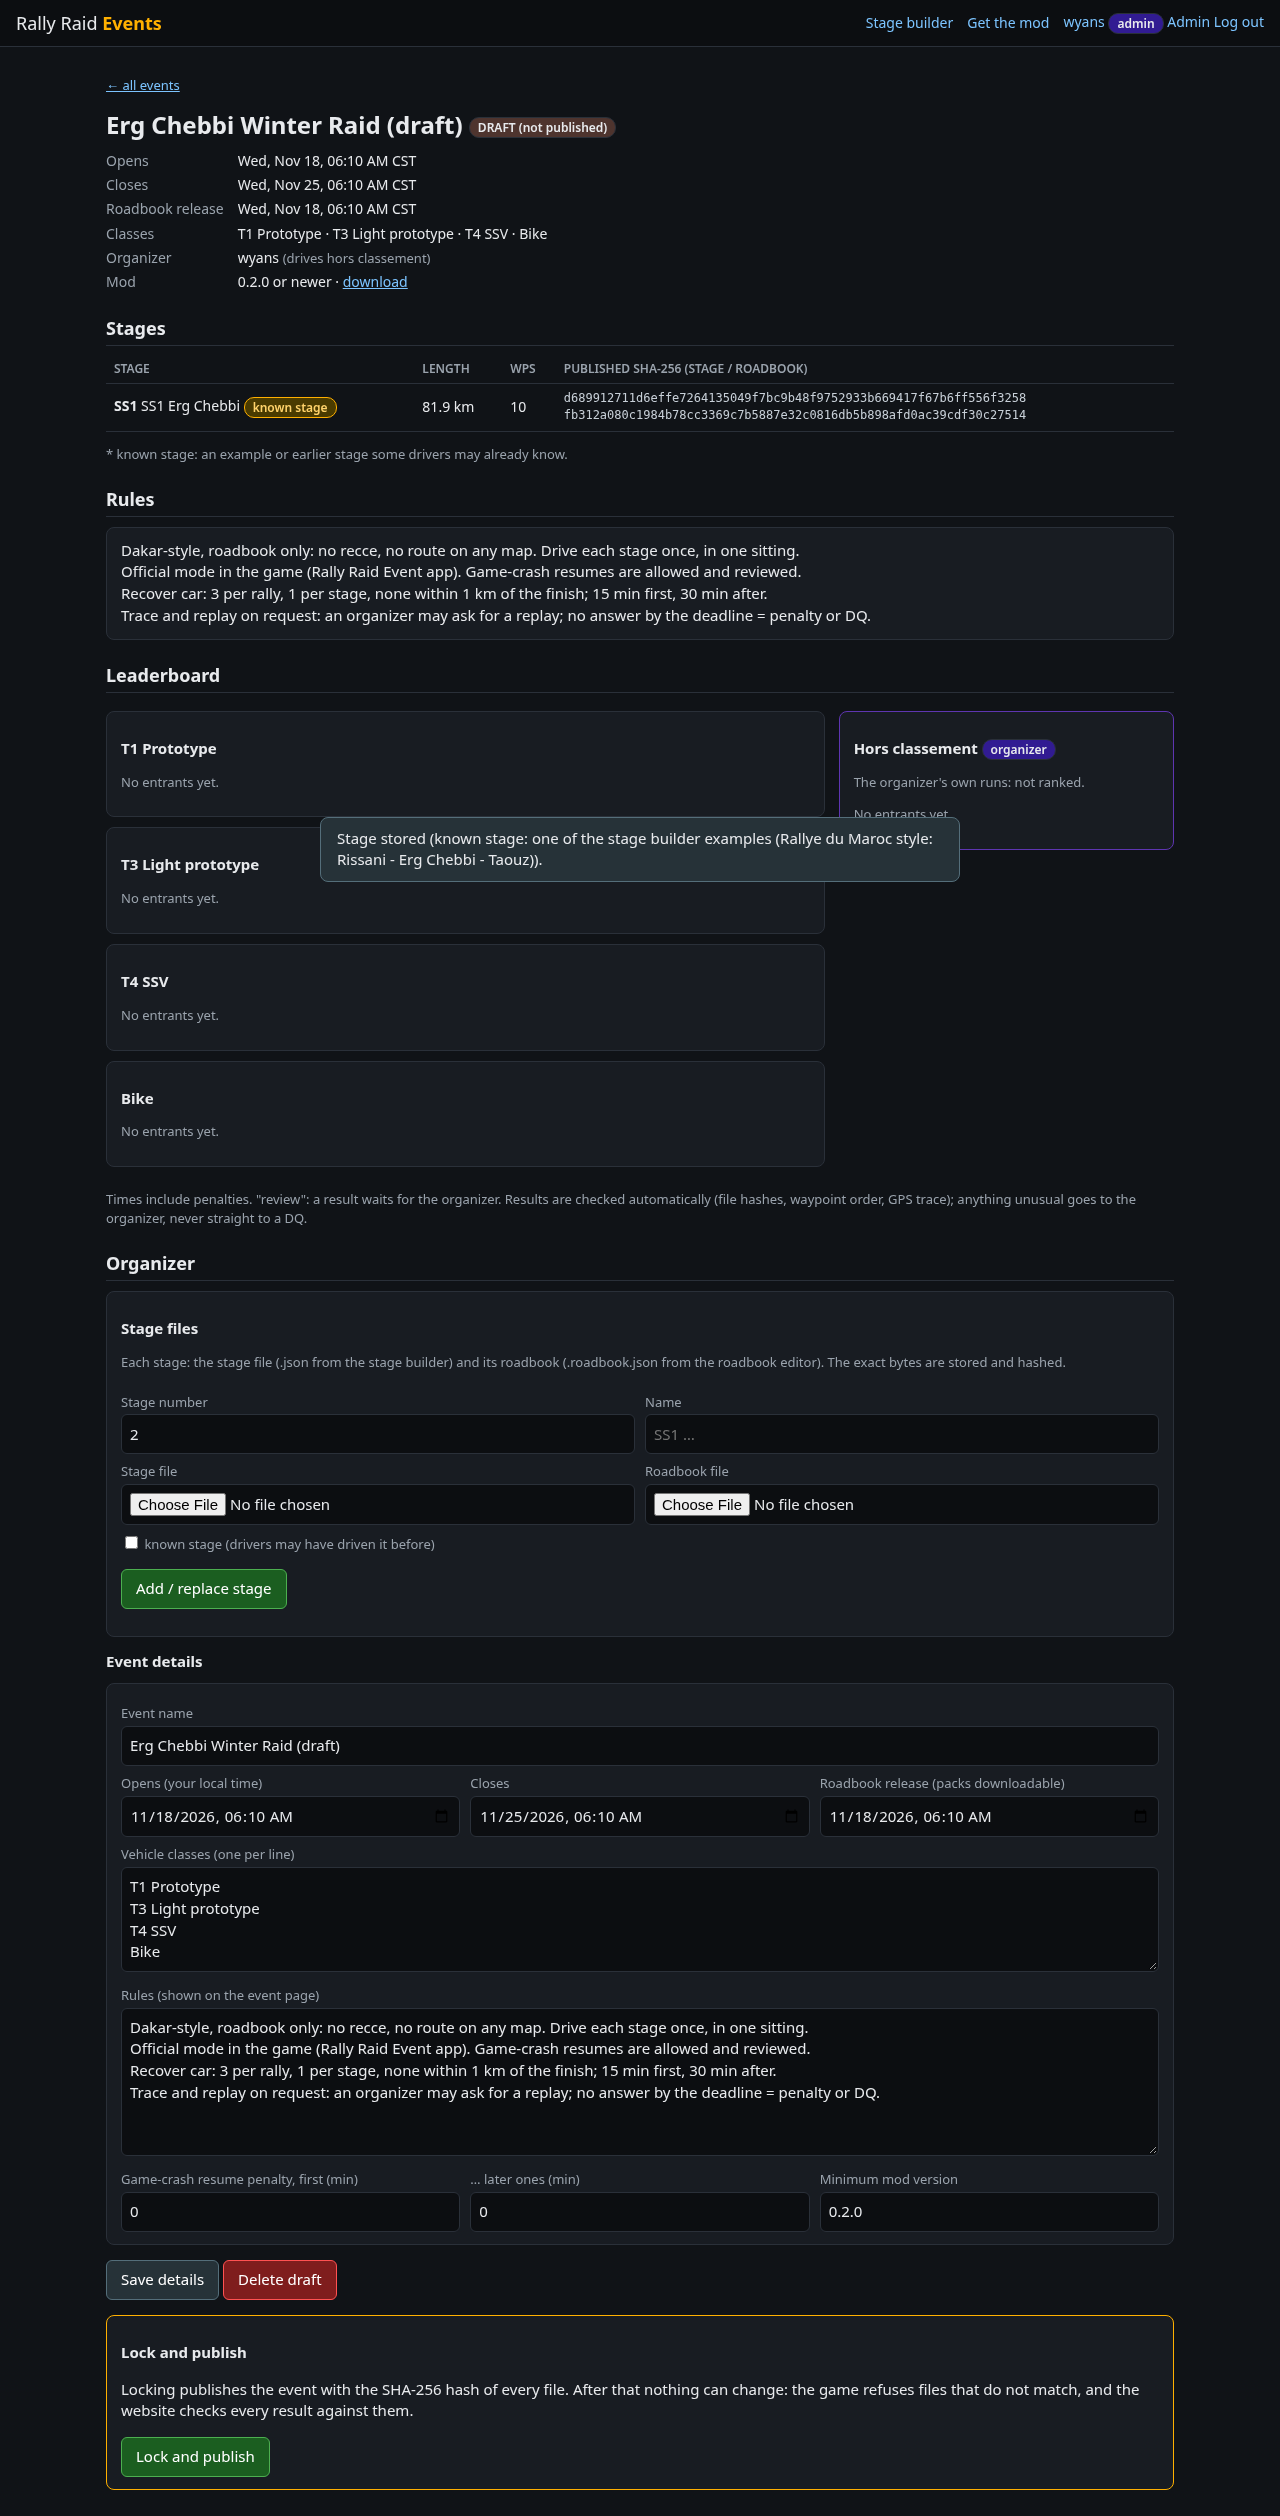 Rally Raid Events
Stage builder Get the mod wyans admin Admin Log out
← all events
Erg Chebbi Winter Raid (draft) DRAFT (not published)
Opens Wed, Nov 18, 06:10 AM CST
Closes Wed, Nov 25, 06:10 AM CST
Roadbook release Wed, Nov 18, 06:10 AM CST
Classes T1 Prototype · T3 Light prototype · T4 SSV · Bike
Organizer wyans (drives hors classement)
Mod 0.2.0 or newer · download
Stages
STAGE LENGTH WPS PUBLISHED SHA-256 (STAGE / ROADBOOK)
SS1 SS1 Erg Chebbi known stage 81.9 km 10
d689912711d6effe7264135049f7bc9b48f9752933b669417f67b6ff556f3258
fb312a080c1984b78cc3369c7b5887e32c0816db5b898afd0ac39cdf30c27514
* known stage: an example or earlier stage some drivers may already know.
Rules
Dakar-style, roadbook only: no recce, no route on any map. Drive each stage once, in one sitting.
Official mode in the game (Rally Raid Event app). Game-crash resumes are allowed and reviewed.
Recover car: 3 per rally, 1 per stage, none within 1 km of the finish; 15 min first, 30 min after.
Trace and replay on request: an organizer may ask for a replay; no answer by the deadline = penalty or DQ.
Leaderboard
T1 Prototype
No entrants yet.
Hors classement organizer
The organizer's own runs: not ranked.
No entrants yet
Stage stored (known stage: one of the stage builder examples (Rallye du Maroc style:
Rissani - Erg Chebbi - Taouz)).
T3 Light prototype
No entrants yet.
T4 SSV
No entrants yet.
Bike
No entrants yet.
Times include penalties. "review": a result waits for the organizer. Results are checked automatically (file hashes, waypoint order, GPS trace); anything unusual goes to the
organizer, never straight to a DQ.
Organizer
Stage files
Each stage: the stage file (.json from the stage builder) and its roadbook (.roadbook.json from the roadbook editor). The exact bytes are stored and hashed.
Stage number Name
2 SS1 ...
Stage file Roadbook file
Choose File No file chosen Choose File No file chosen
known stage (drivers may have driven it before)
Add / replace stage
Event details
Event name
Erg Chebbi Winter Raid (draft)
Opens (your local time) Closes Roadbook release (packs downloadable)
11/18/2026, 06:10 AM 11/25/2026, 06:10 AM 11/18/2026, 06:10 AM
Vehicle classes (one per line)
T1 Prototype
T3 Light prototype
T4 SSV
Bike
Rules (shown on the event page)
Dakar-style, roadbook only: no recce, no route on any map. Drive each stage once, in one sitting.
Official mode in the game (Rally Raid Event app). Game-crash resumes are allowed and reviewed.
Recover car: 3 per rally, 1 per stage, none within 1 km of the finish; 15 min first, 30 min after.
Trace and replay on request: an organizer may ask for a replay; no answer by the deadline = penalty or DQ.
Game-crash resume penalty, first (min) ... later ones (min) Minimum mod version
0 0 0.2.0
Save details Delete draft
Lock and publish
Locking publishes the event with the SHA-256 hash of every file. After that nothing can change: the game refuses files that do not match, and the
website checks every result against them.
Lock and publish